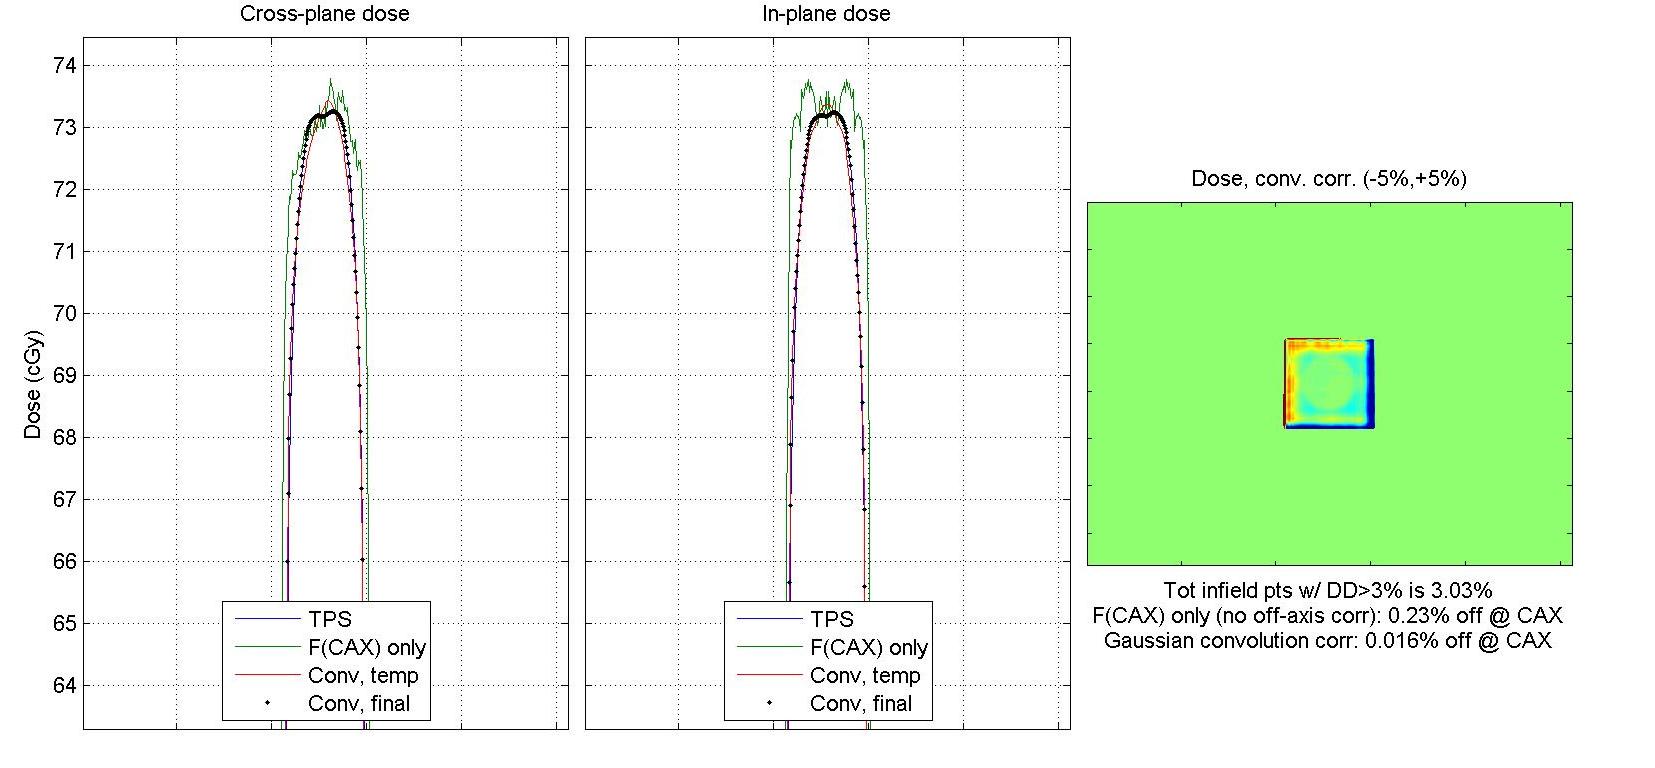 Cross-plane dose
In-plane dose
Dose (cGy)
74
73
72
71
70
69
68
67
66
65
64
TPS
F(CAX) only
Conv, temp
Conv, final
TPS
F(CAX) only
Conv, temp
Conv, final
Dose, conv. corr. (-5%,+5%)
Tot infield pts w/ DD>3% is 3.03%
F(CAX) only (no off-axis corr): 0.23% off @ CAX
Gaussian convolution corr: 0.016% off @ CAX